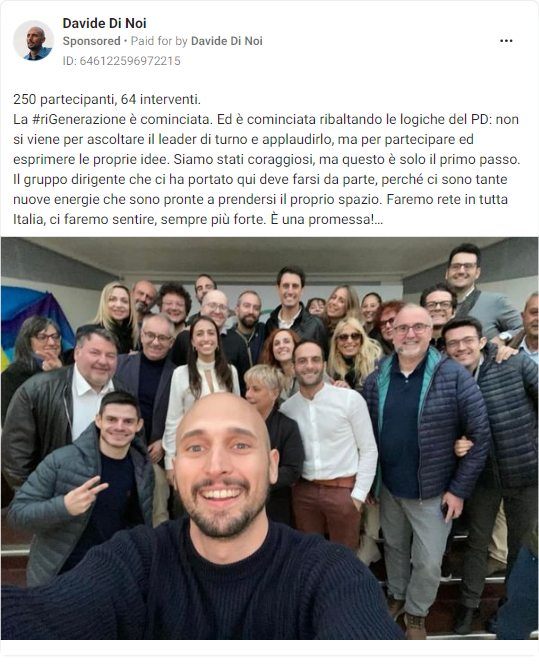 Davide Di Noi
Sponsored • Paid for by Davide Di Noi
ID: 646122596972215
250 partecipanti, 64 interventi.
La #riGenerazione è cominciata. Ed è cominciata ribaltando le logiche del PD: non
si viene per ascoltare il leader di turno e applaudirlo, ma per partecipare ed
esprimere le proprie idee. Siamo stati coraggiosi, ma questo è solo il primo passo.
Il gruppo dirigente che ci ha portato qui deve farsi da parte, perché ci sono tante
nuove energie che sono pronte a prendersi il proprio spazio. Faremo rete in tutta
Italia, ci faremo sentire, sempre più forte. È una promessa!...